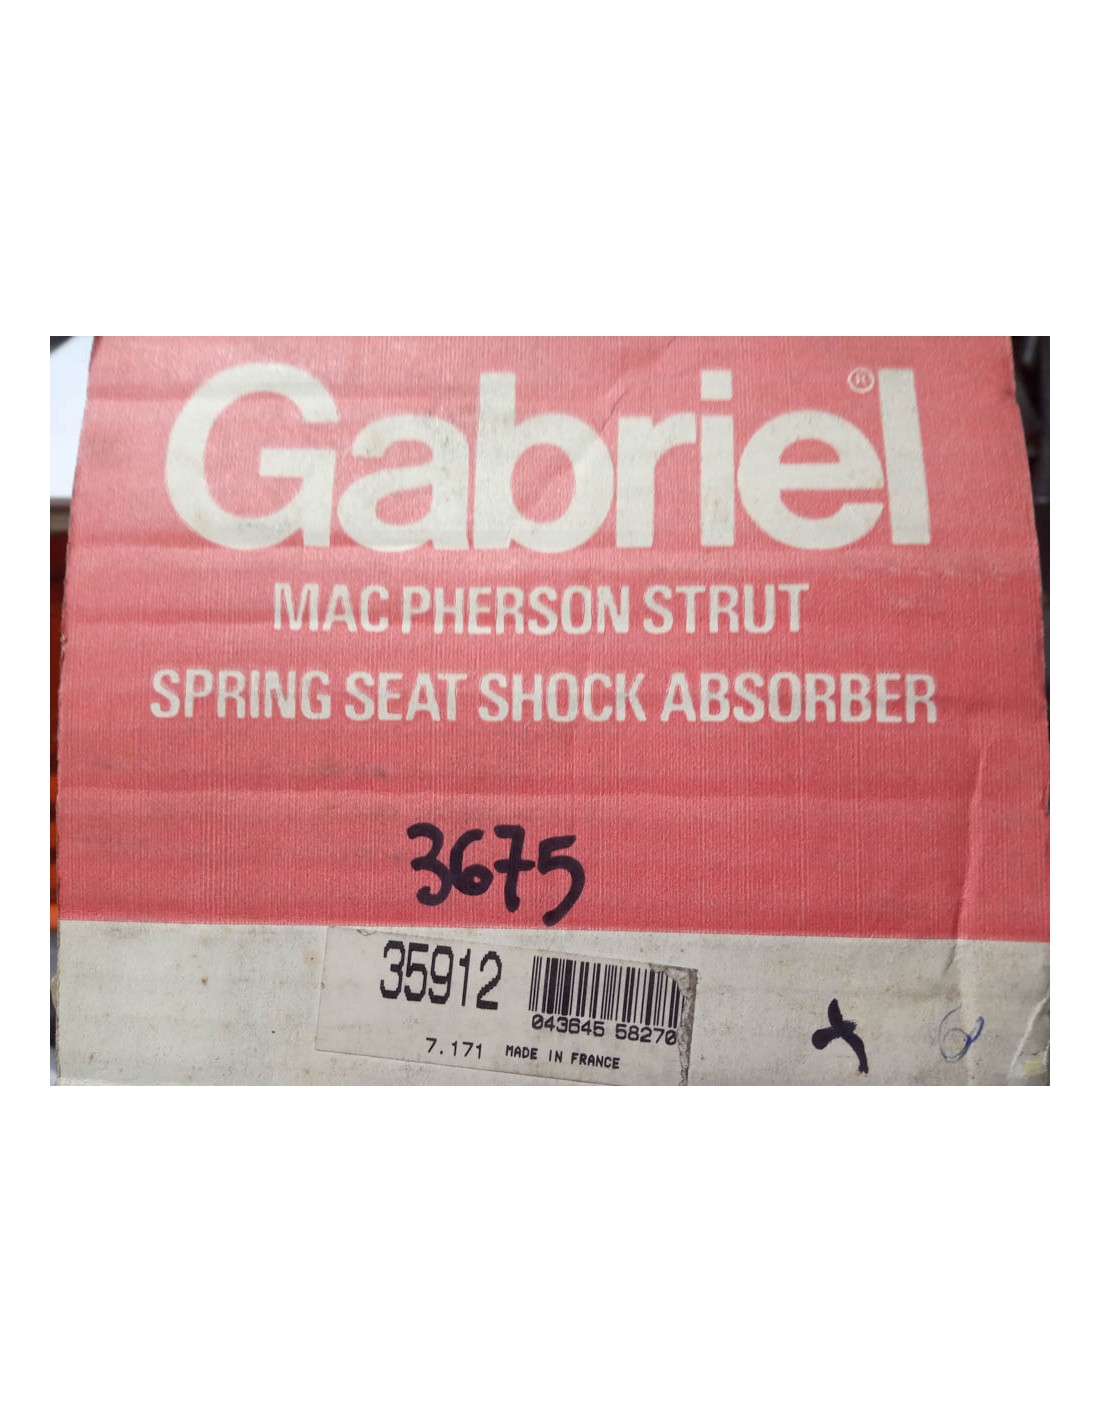 Gabriel®
MAC PHERSON STRUT
SPRING SEAT SHOCK ABSORBER
3675
35912
043645 58270
7.171 MADE IN FRANCE